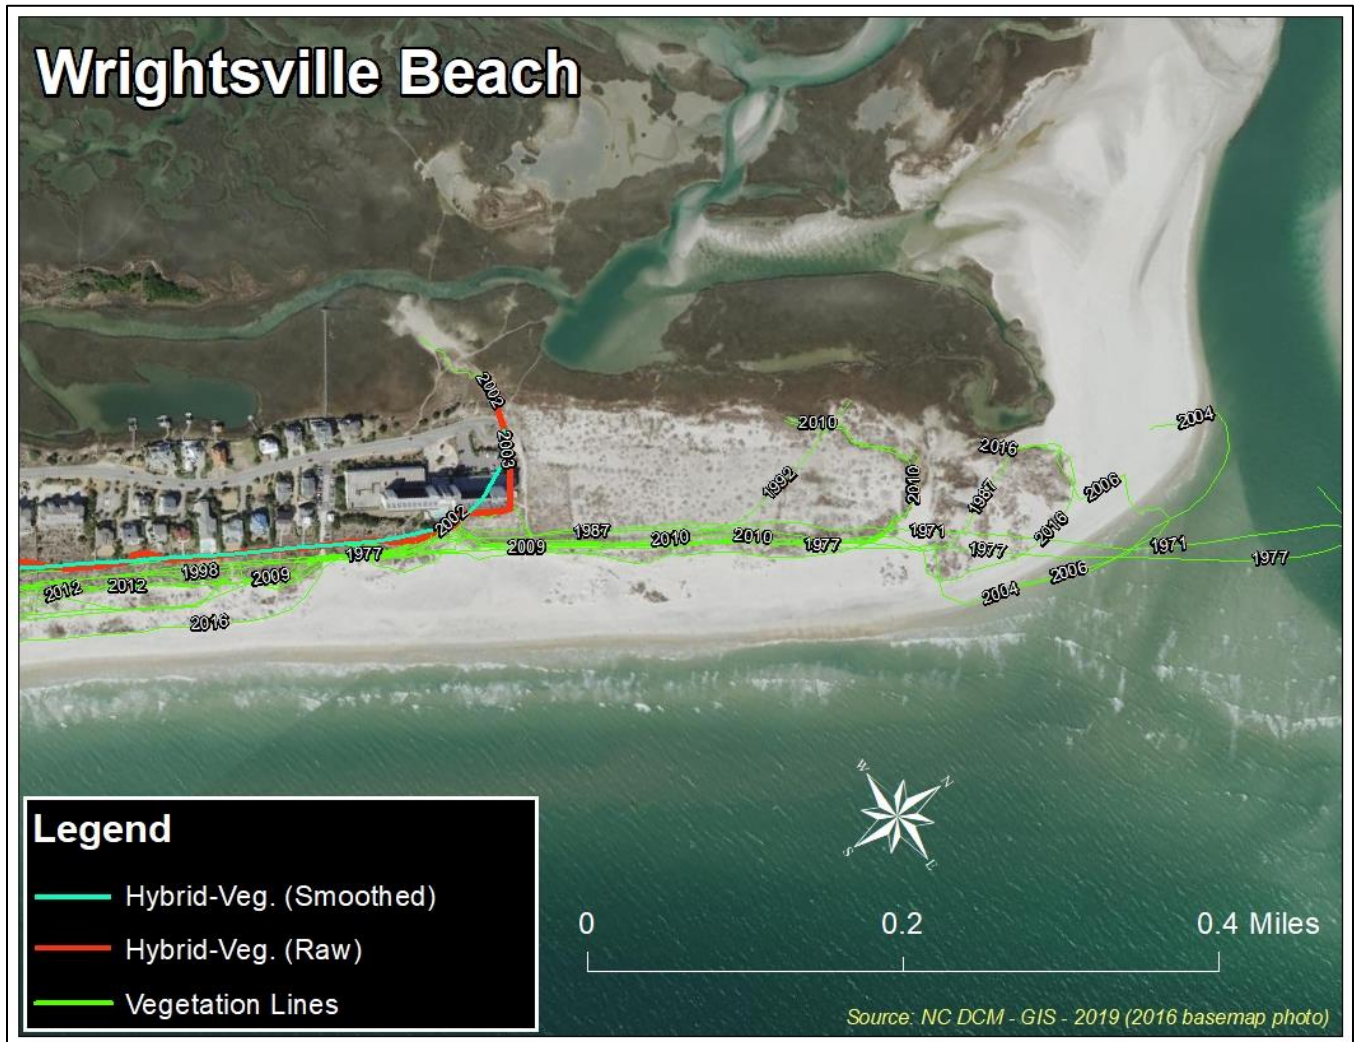 Wrightsville Beach
2002
2003
2010
2004
2016
1992
2010
1987
2006
2002
1987
2010
2010
1971
2016
1977
2009
1977
1977
1971
1977
2012
2012
1998
2009
2004
2006
2016
W
N
S
E
Legend
Hybrid-Veg. (Smoothed)
Hybrid-Veg. (Raw)
Vegetation Lines
0 0.2 0.4 Miles
Source: NC DCM - GIS - 2019 (2016 basemap photo)